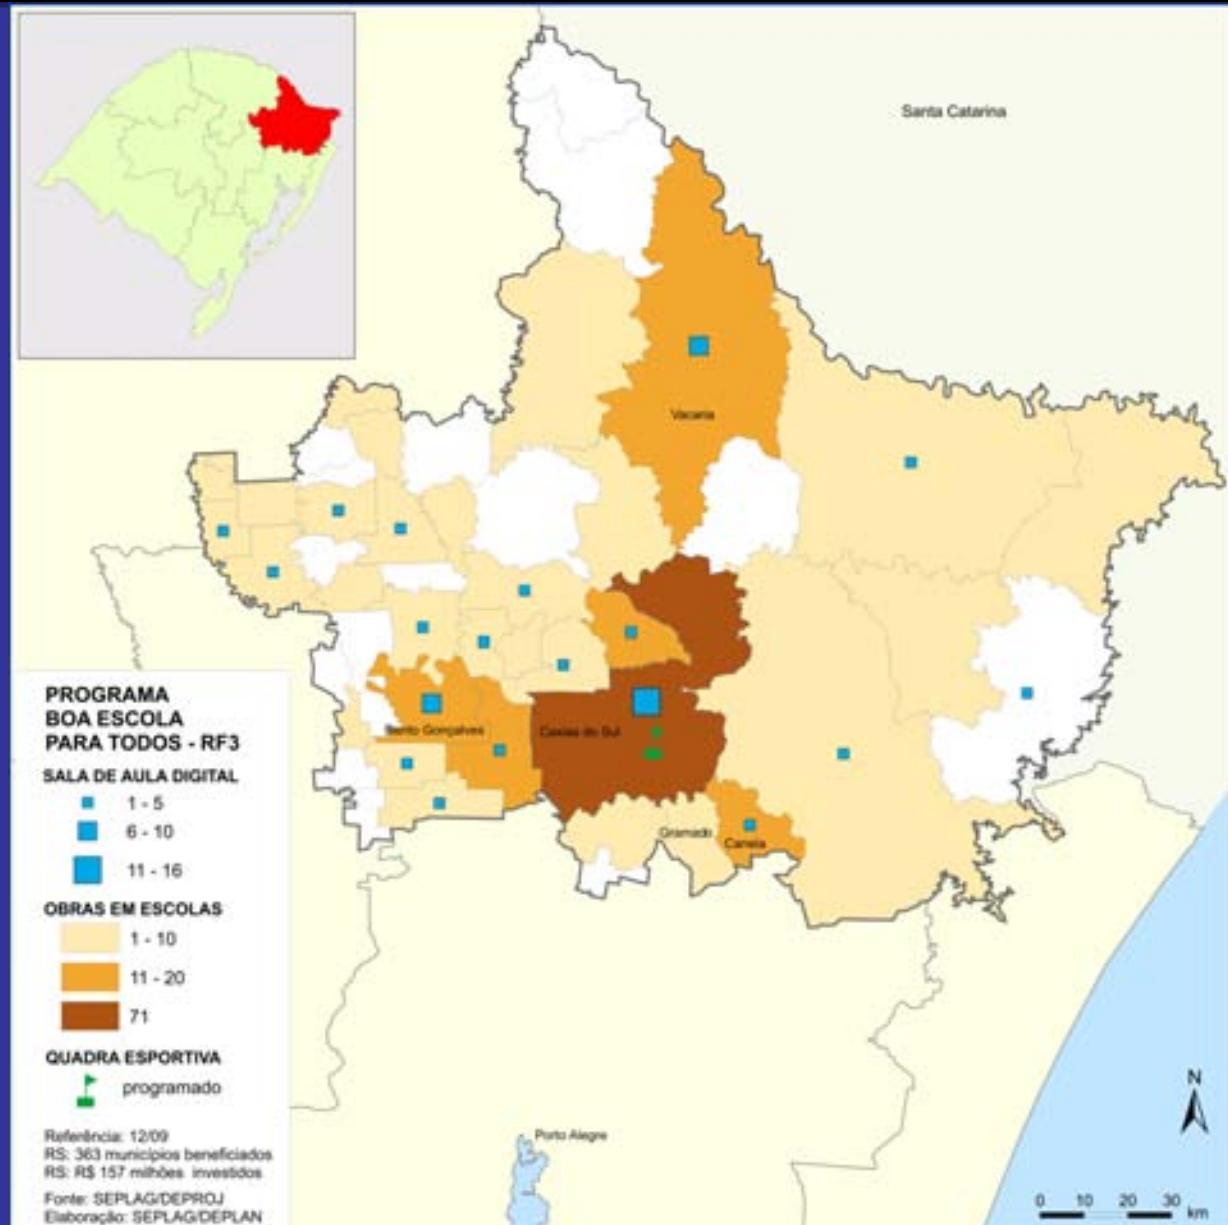 Santa Catarina
Vacaria
Bento Gonçalves
Caxias do Sul
Gramado
Canela
Porto Alegre
PROGRAMA
BOA ESCOLA
PARA TODOS - RF3
SALA DE AULA DIGITAL
1 - 5
6 - 10
11 - 16
OBRAS EM ESCOLAS
1 - 10
11 - 20
71
QUADRA ESPORTIVA
programado
Referência: 12/09
RS: 363 municípios beneficiados
RS: R$ 157 milhões investidos
Fonte: SEPLAG/DEPROJ
Elaboração: SEPLAG/DEPLAN
N
0 10 20 30
km